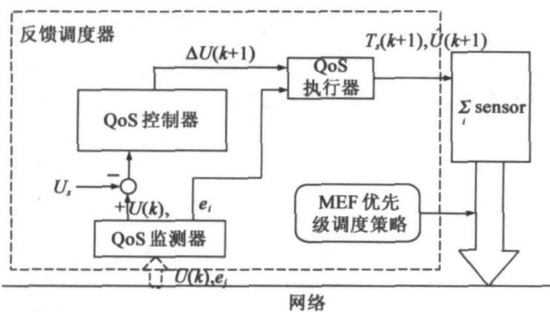 反馈调度器
ΔU(k+1)
QoS
执行器
T_s(k+1),U(k+1)
QoS 控制器
Σ_i sensor
−
U_s
+ U(k),
e_i
QoS 监测器
MEF 优先
级调度策略
U(k),e_i
网络